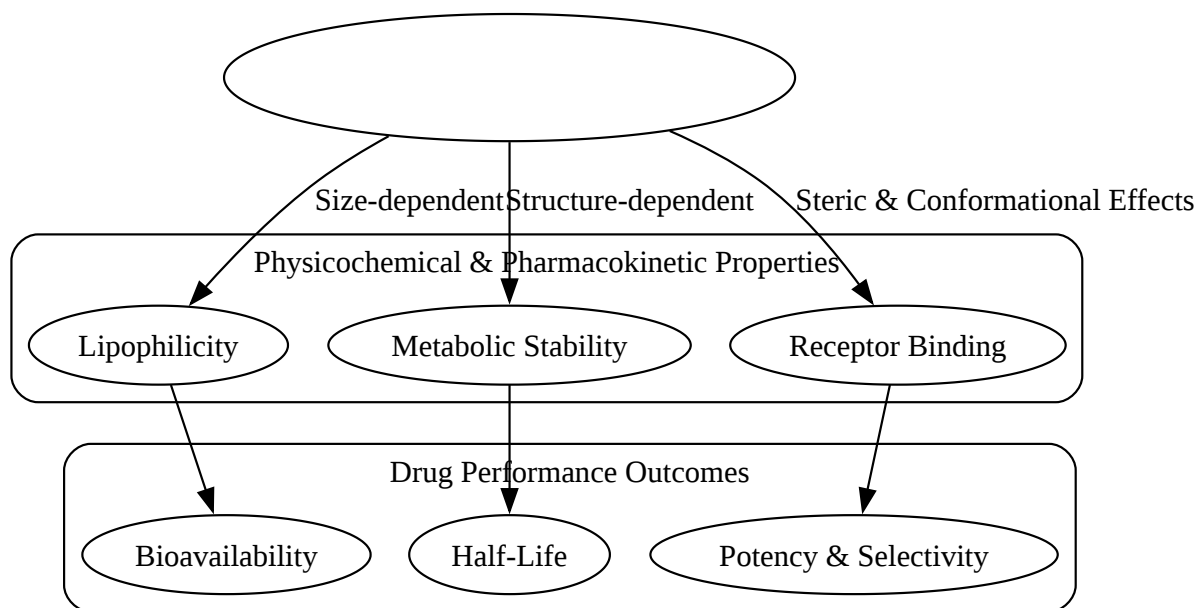 Size-dependent
Structure-dependent
Steric & Conformational Effects
Physicochemical & Pharmacokinetic Properties
Lipophilicity
Metabolic Stability
Receptor Binding
Drug Performance Outcomes
Bioavailability
Half-Life
Potency & Selectivity